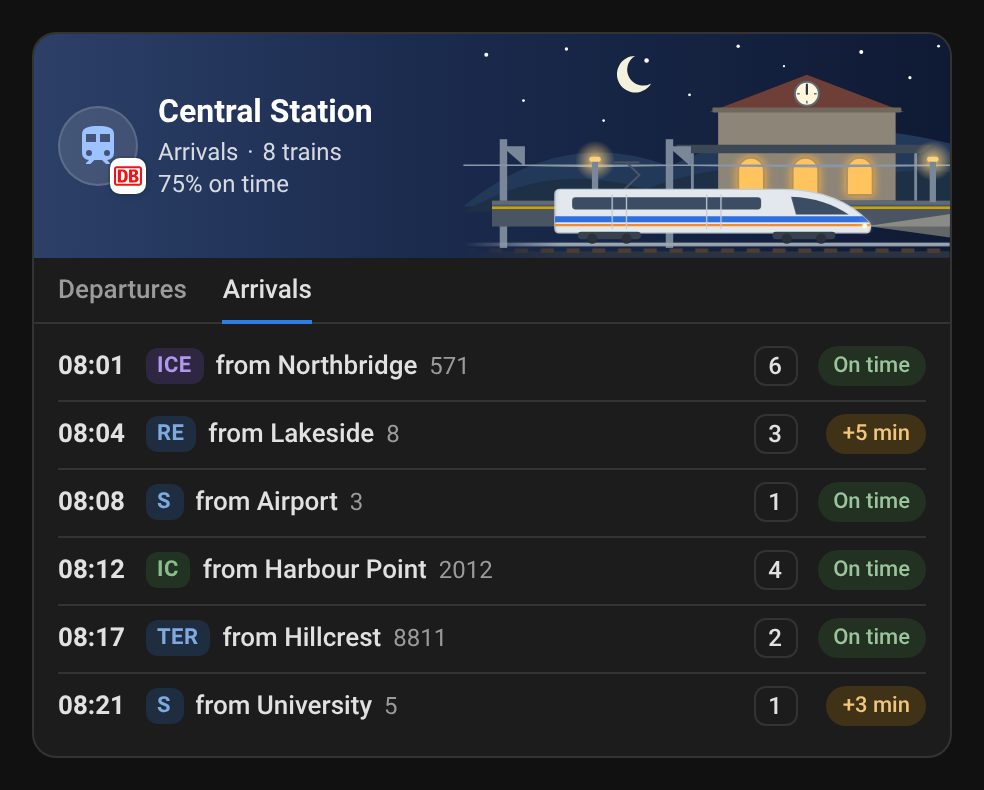 Central Station
Arrivals · 8 trains
75% on time
DB
Departures Arrivals
08:01 ICE from Northbridge 571 6 On time
08:04 RE from Lakeside 8 3 +5 min
08:08 S from Airport 3 1 On time
08:12 IC from Harbour Point 2012 4 On time
08:17 TER from Hillcrest 8811 2 On time
08:21 S from University 5 1 +3 min